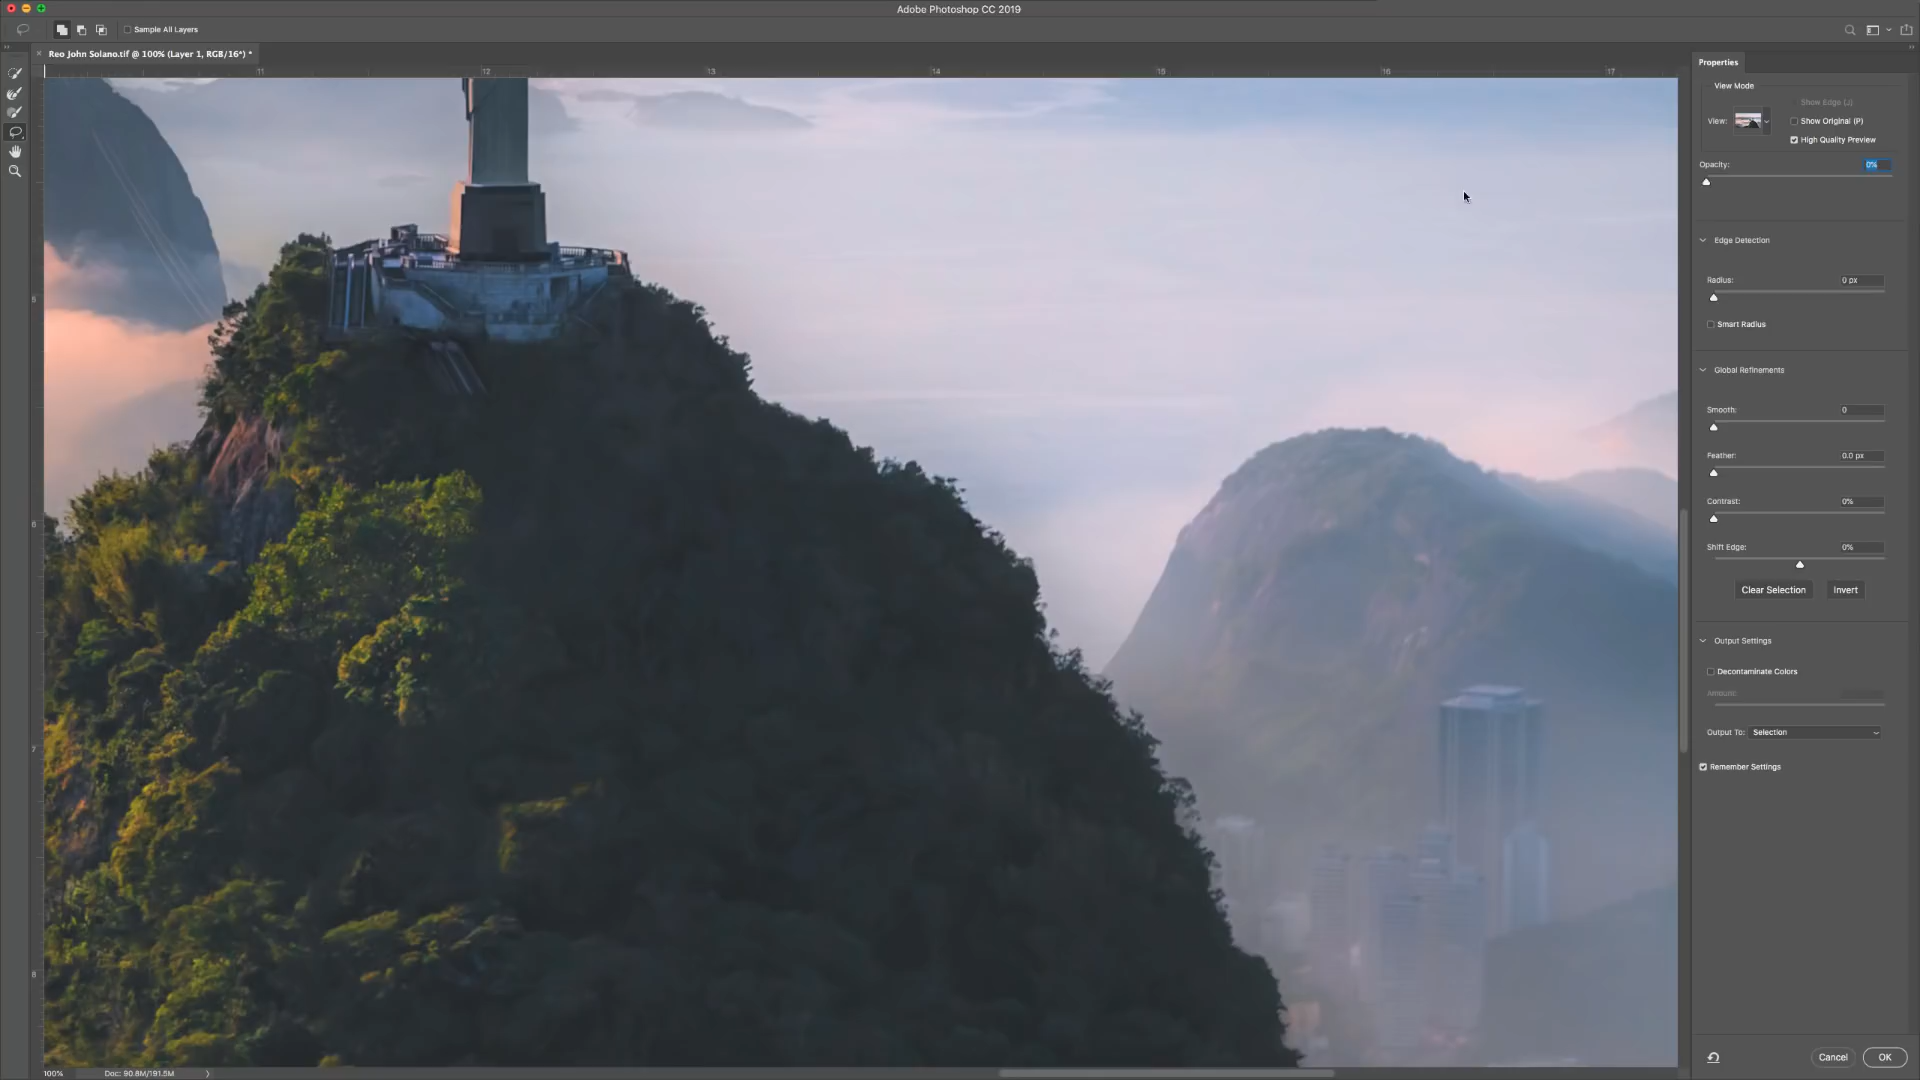 Adobe Photoshop CC 2019
Sample All Layers
Reo John Solano.tif @ 100% (Layer 1, RGB/16*) *
Properties
11
12
13
14
15
16
17
View Mode
Show Edge (J)
View:
Show Original (P)
High Quality Preview
Opacity:
0%
Edge Detection
Radius:
0 px
5
Smart Radius
Global Refinements
Smooth:
0
Feather:
0.0 px
Contrast:
0%
6
Shift Edge:
0%
Clear Selection
Invert
Output Settings
Decontaminate Colors
Amount:
Output To:
Selection
7
Remember Settings
8
Cancel
OK
100%
Doc: 90.8M/191.5M